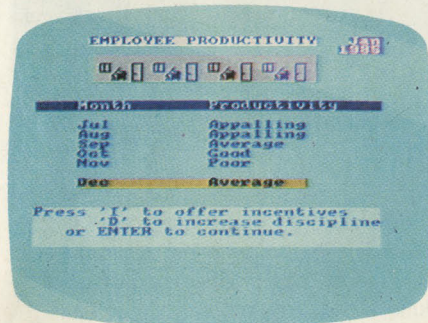 EMPLOYEE PRODUCTIVITY
Month Productivity
Jul Appalling
Aug Appalling
Sep Average
Oct Good
Nov Poor
Dec Average
Press 'I' to offer incentives
'D' to increase discipline
or ENTER to continue.